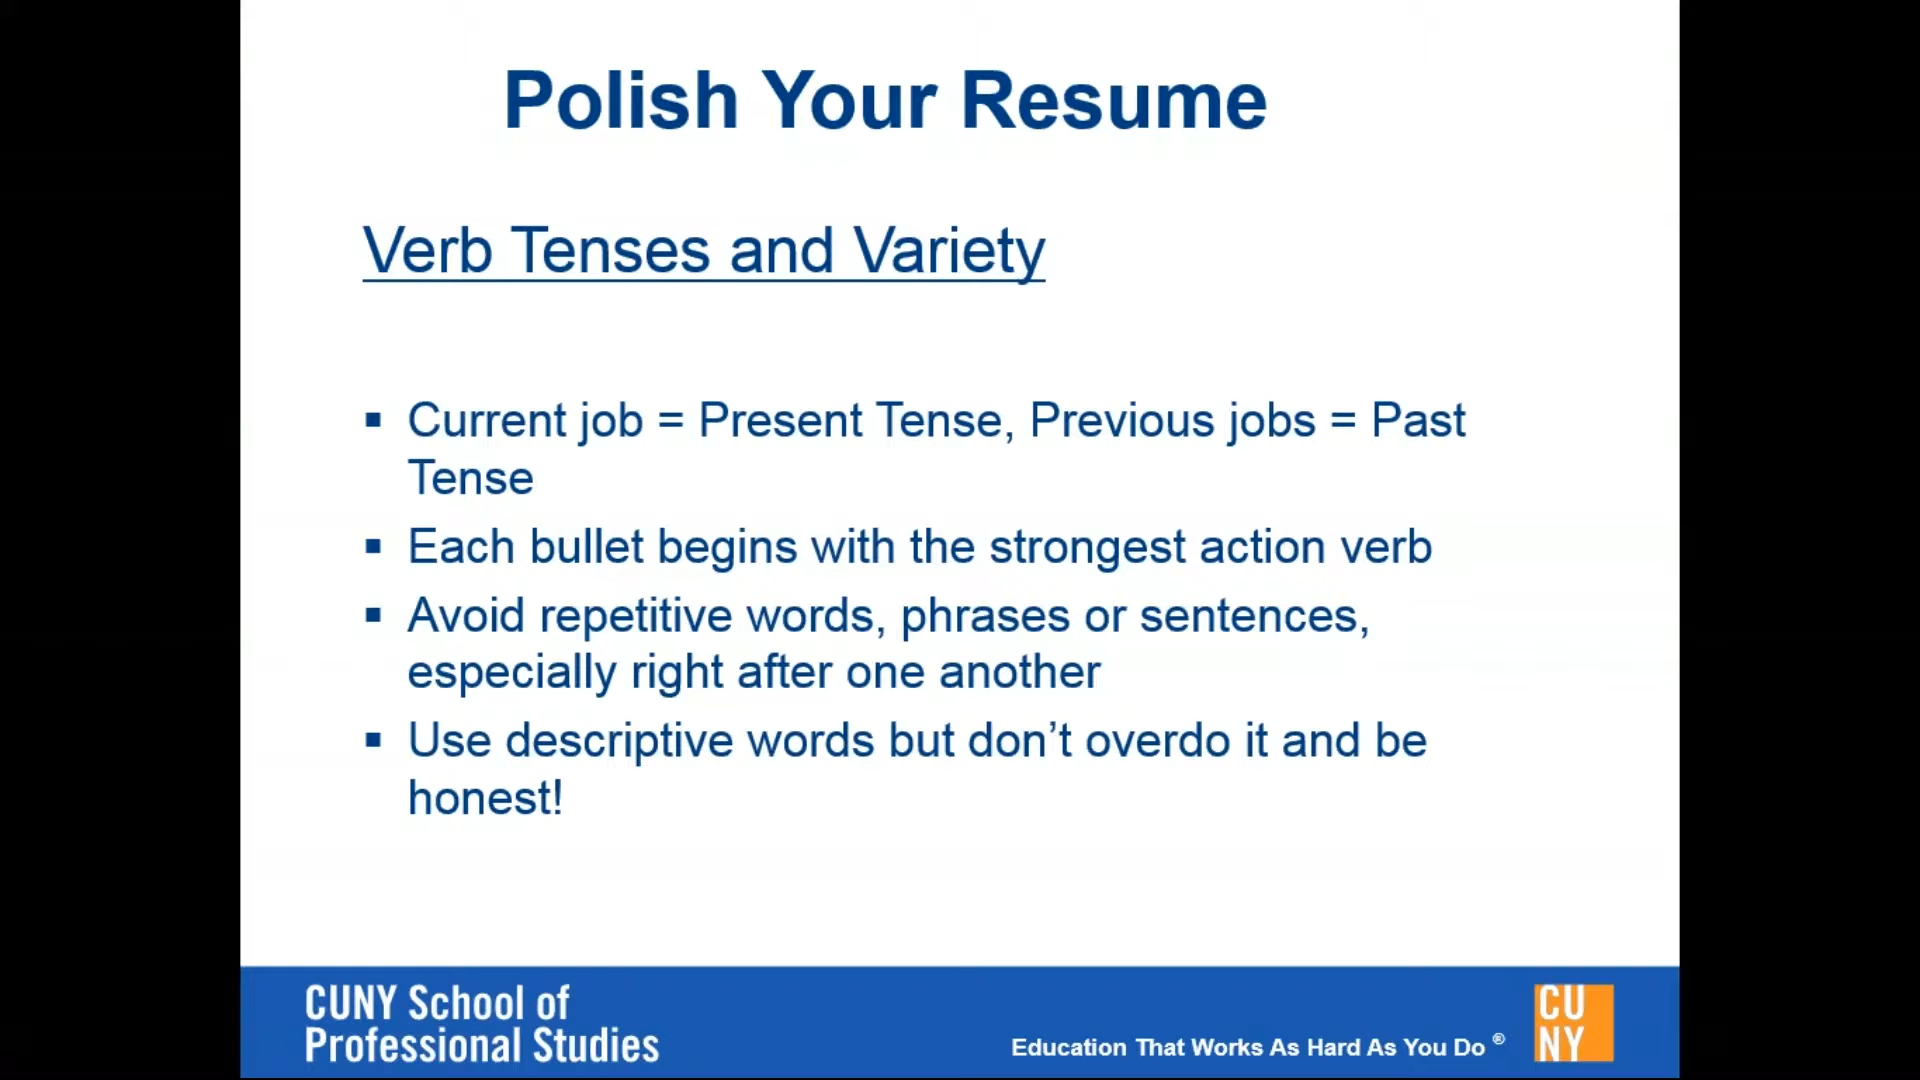 Polish Your Resume
Verb Tenses and Variety
▪ Current job = Present Tense, Previous jobs = Past
Tense
▪ Each bullet begins with the strongest action verb
▪ Avoid repetitive words, phrases or sentences,
especially right after one another
▪ Use descriptive words but don’t overdo it and be
honest!
CUNY School of
Professional Studies
Education That Works As Hard As You Do ®
CU
NY